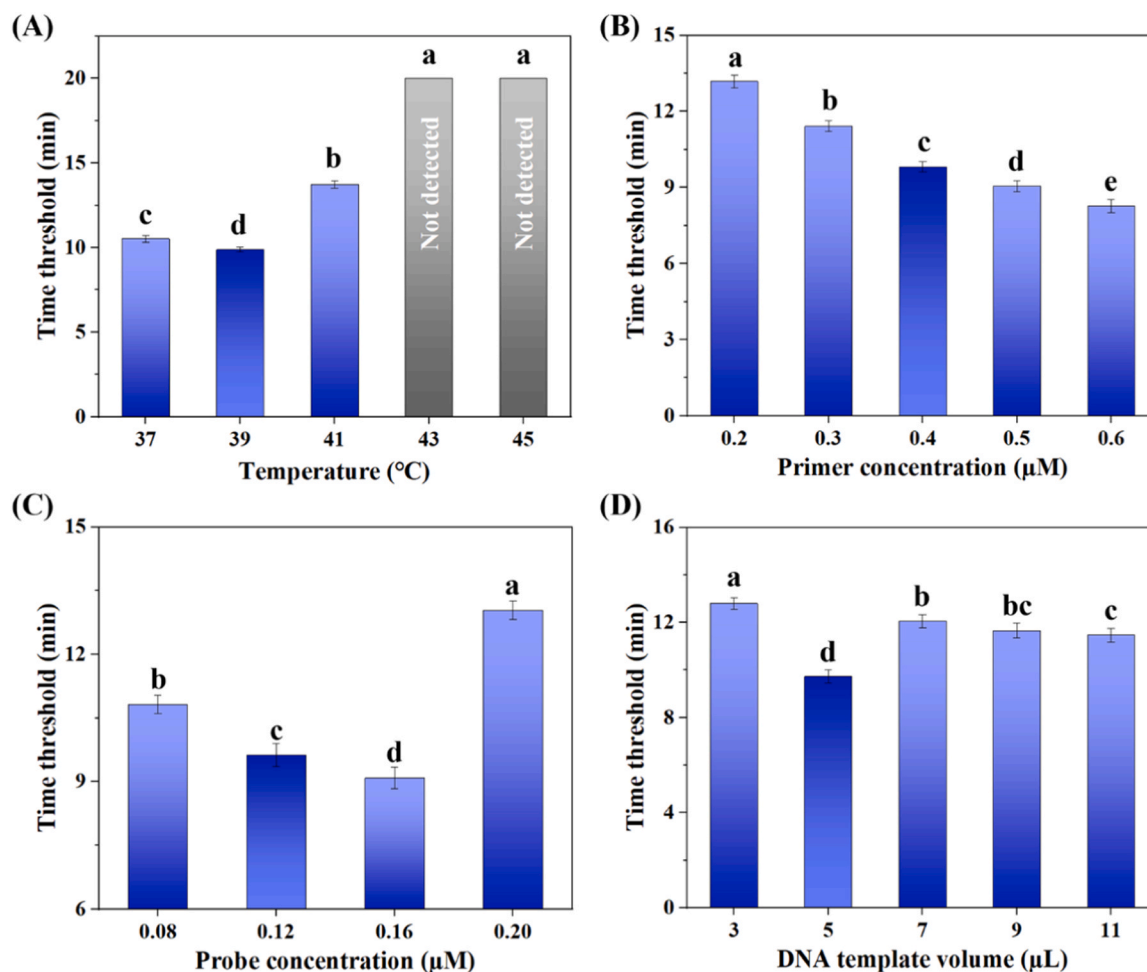 (A)
Time threshold (min)
20
15
10
5
0
c
d
b
a
a
Not detected
Not detected
37 39 41 43 45
Temperature (°C)
(B)
Time threshold (min)
15
12
9
6
3
0
a
b
c
d
e
0.2 0.3 0.4 0.5 0.6
Primer concentration (μM)
(C)
Time threshold (min)
15
12
9
6
b
c
d
a
0.08 0.12 0.16 0.20
Probe concentration (μM)
(D)
Time threshold (min)
16
12
8
4
0
a
d
b
bc
c
3 5 7 9 11
DNA template volume (μL)